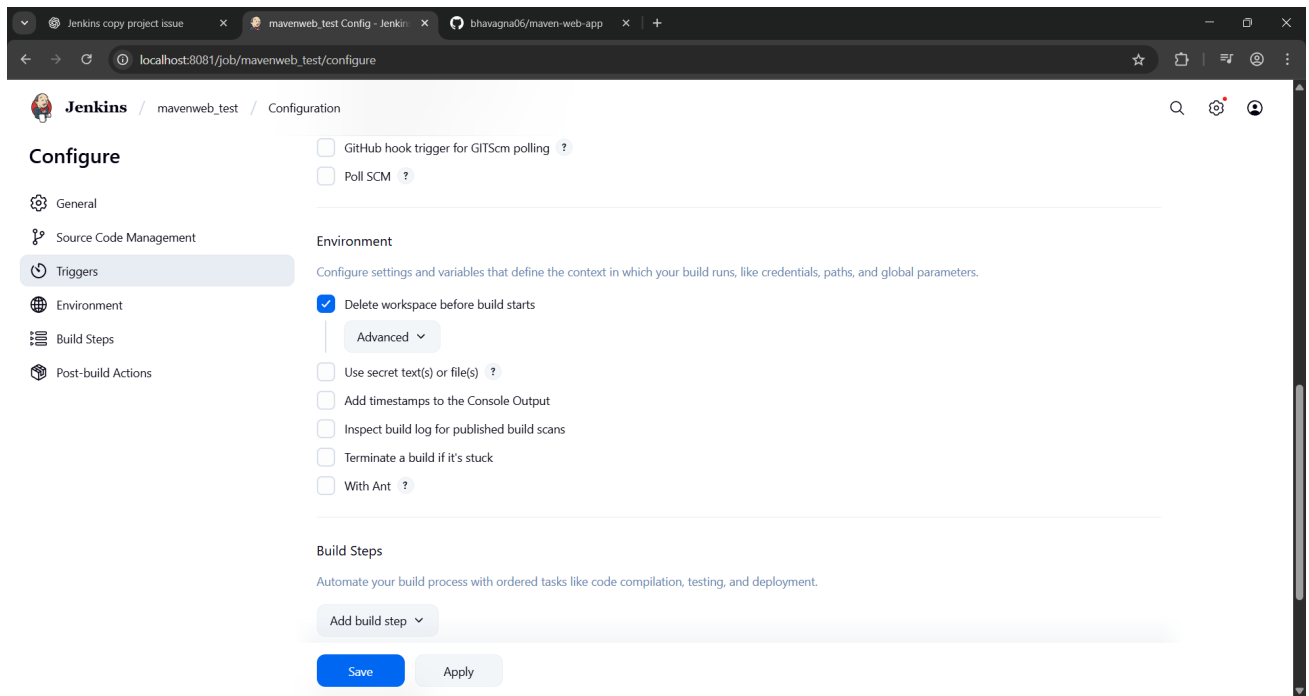 Jenkins copy project issue
mavenweb_test Config - Jenkin
bhavagna06/maven-web-app
localhost:8081/job/mavenweb_test/configure
Jenkins / mavenweb_test / Configuration
Configure
General
Source Code Management
Triggers
Environment
Build Steps
Post-build Actions
GitHub hook trigger for GITScm polling ?
Poll SCM ?
Environment
Configure settings and variables that define the context in which your build runs, like credentials, paths, and global parameters.
Delete workspace before build starts
Advanced
Use secret text(s) or file(s) ?
Add timestamps to the Console Output
Inspect build log for published build scans
Terminate a build if it's stuck
With Ant ?
Build Steps
Automate your build process with ordered tasks like code compilation, testing, and deployment.
Add build step
Save
Apply